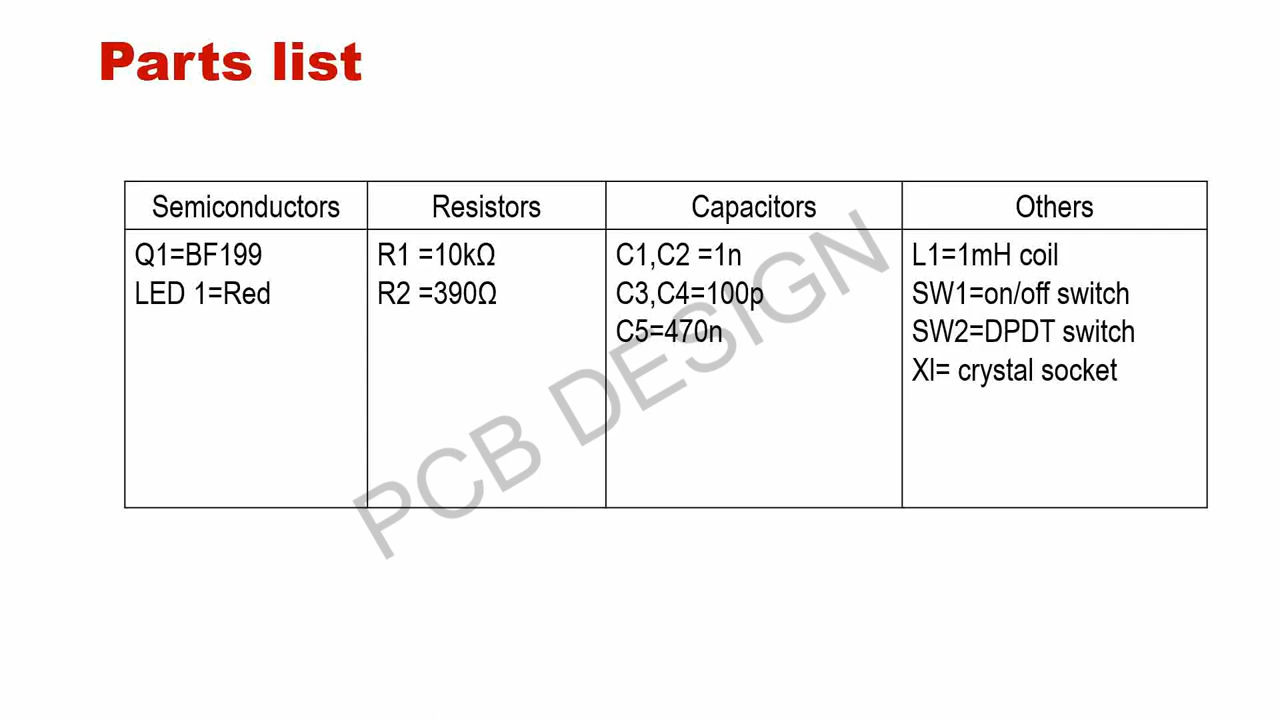 Parts list
Semiconductors
Resistors
Capacitors
Others
Q1=BF199
LED 1=Red
R1 =10kΩ
R2 =390Ω
C1,C2 =1n
C3,C4=100p
C5=470n
L1=1mH coil
SW1=on/off switch
SW2=DPDT switch
Xl= crystal socket
PCB DESIGN